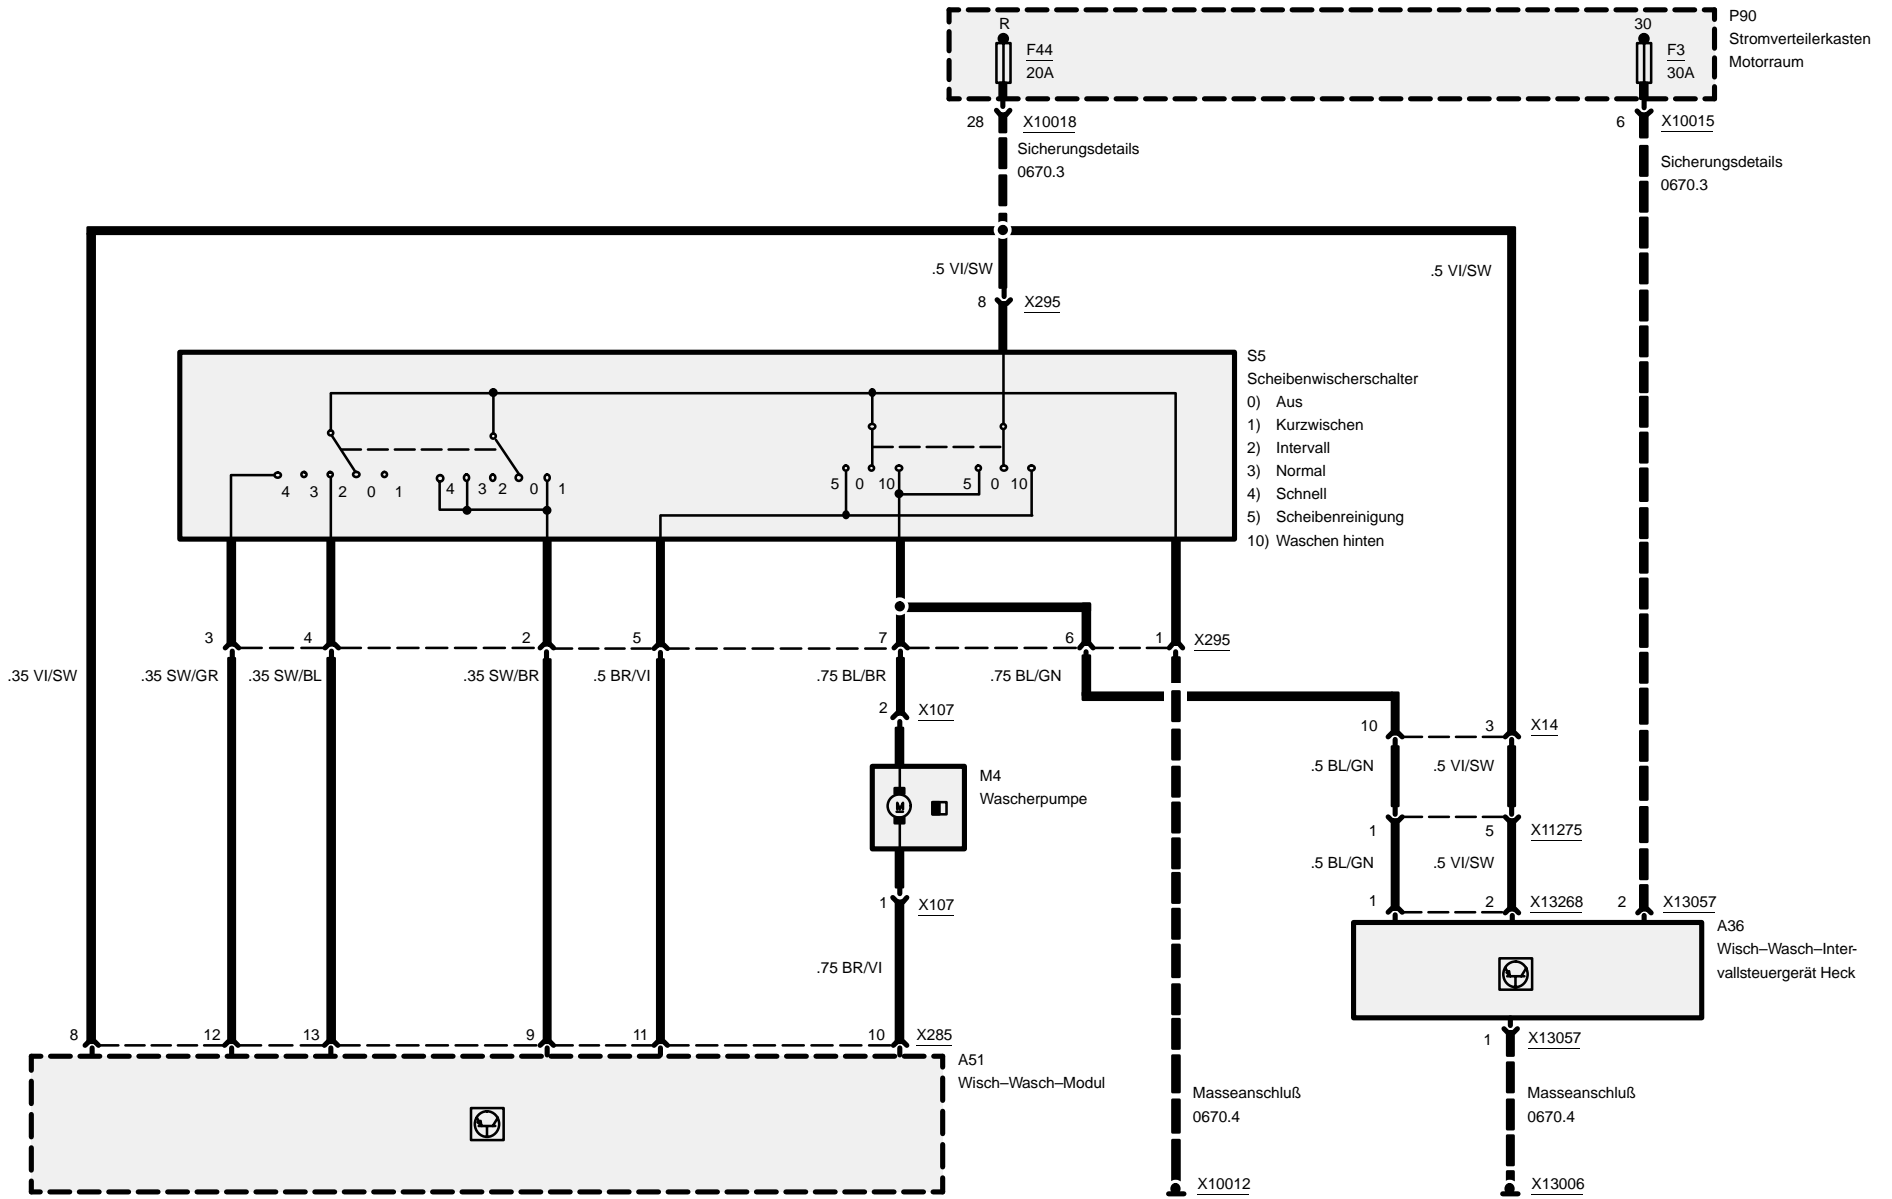 R
F44
20A
30
F3
30A
P90
Stromverteilerkasten
Motorraum
28
X10018
Sicherungsdetails
0670.3
6
X10015
Sicherungsdetails
0670.3
.5 VI/SW
.5 VI/SW
8
X295
S5
Scheibenwischerschalter
0) Aus
1) Kurzwischen
2) Intervall
3) Normal
4) Schnell
5) Scheibenreinigung
10) Waschen hinten
4 3 2 0 1
4 3 2 0 1
5 0 10
5 0 10
3
4
2
5
7
6
1
X295
.35 VI/SW
.35 SW/GR
.35 SW/BL
.35 SW/BR
.5 BR/VI
.75 BL/BR
.75 BL/GN
2
X107
10
3
X14
.5 BL/GN
.5 VI/SW
M4
Wascherpumpe
M
1
5
X11275
.5 BL/GN
.5 VI/SW
1
X107
1
2
X13268
2
X13057
A36
Wisch–Wasch–Inter-
vallsteuergerät Heck
.75 BR/VI
8
12
13
9
11
10
X285
1
X13057
A51
Wisch–Wasch–Modul
Masseanschluß
0670.4
Masseanschluß
0670.4
X10012
X13006